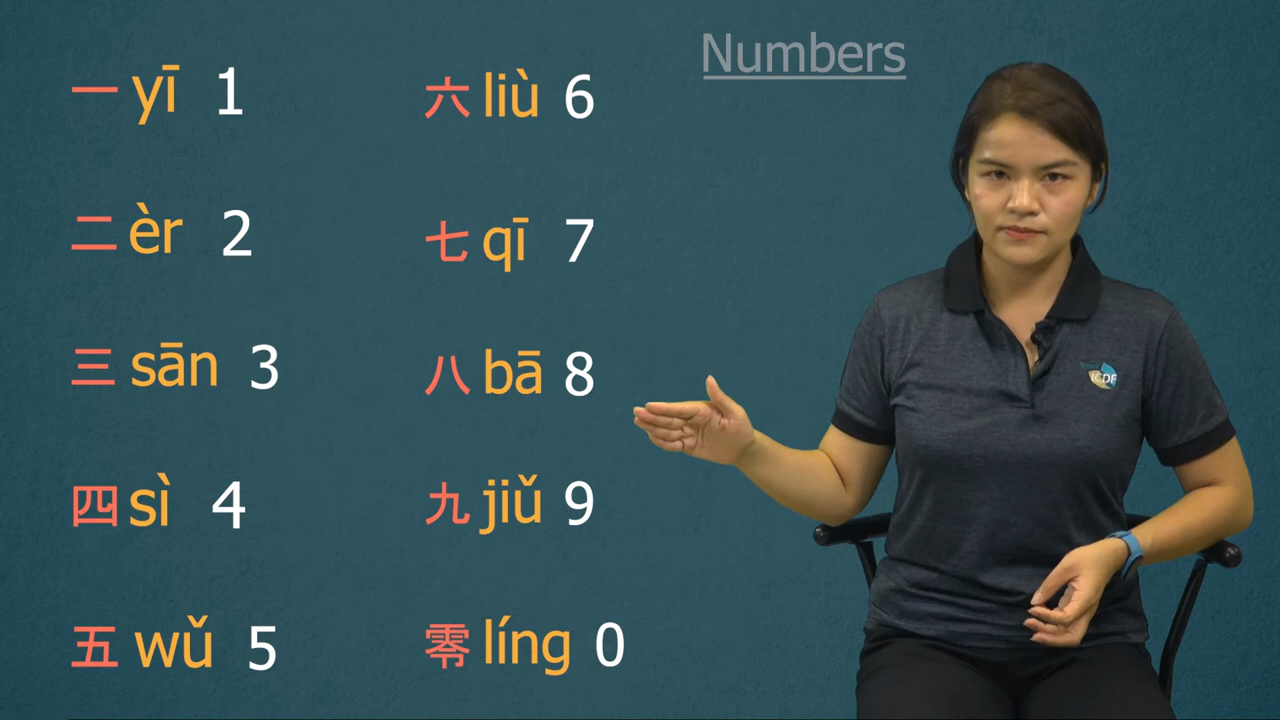 Numbers
一 yī 1
二 èr 2
三 sān 3
四 sì 4
五 wǔ 5
六 liù 6
七 qī 7
八 bā 8
九 jiǔ 9
零 líng 0
ICDF